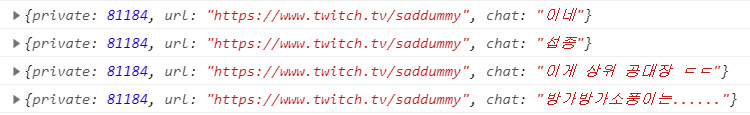 ▶{private: 81184, url: "https://www.twitch.tv/saddummy", chat: "이네"}
▶{private: 81184, url: "https://www.twitch.tv/saddummy", chat: "섭종"}
▶{private: 81184, url: "https://www.twitch.tv/saddummy", chat: "이게 상위 공대장 ㄷㄷ"}
▶{private: 81184, url: "https://www.twitch.tv/saddummy", chat: "방가방가소풍이는......"}